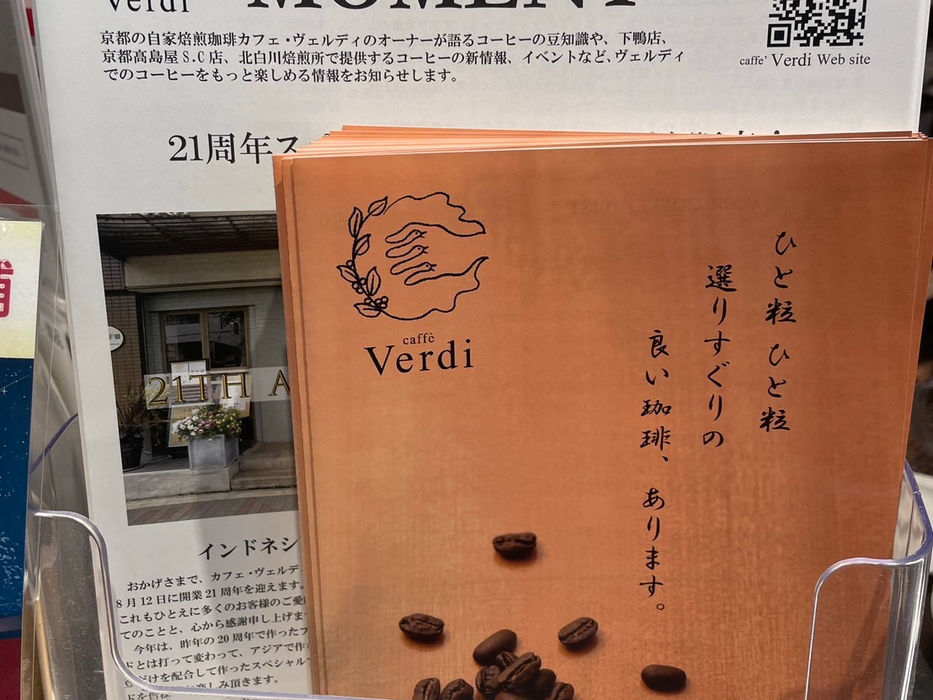 Verdi
MOMENT
京都の自家焙煎珈琲カフェ・ヴェルディのオーナーが語るコーヒーの豆知識や、下鴨店、
京都高島屋S.C店、北白川焙煎所で提供するコーヒーの新情報、イベントなど、ヴェルディ
でのコーヒーをもっと楽しめる情報をお知らせします。
caffe' Verdi Web site
21周年ス
21TH A
インドネシ
おかげさまで、カフェ・ヴェルデ
8月12日に開業21周年を迎えます。
これもひとえに多くのお客様のご愛
てのことと、心から感謝申し上げま
今年は、昨年の20周年で作ったブ
ドとは打って変わって、アジアで作
だけを配合して作ったスペシャル
楽しみ頂きます。
caffè
Verdi
ひと粒ひと粒
選りすぐりの
良い珈琲、あります。